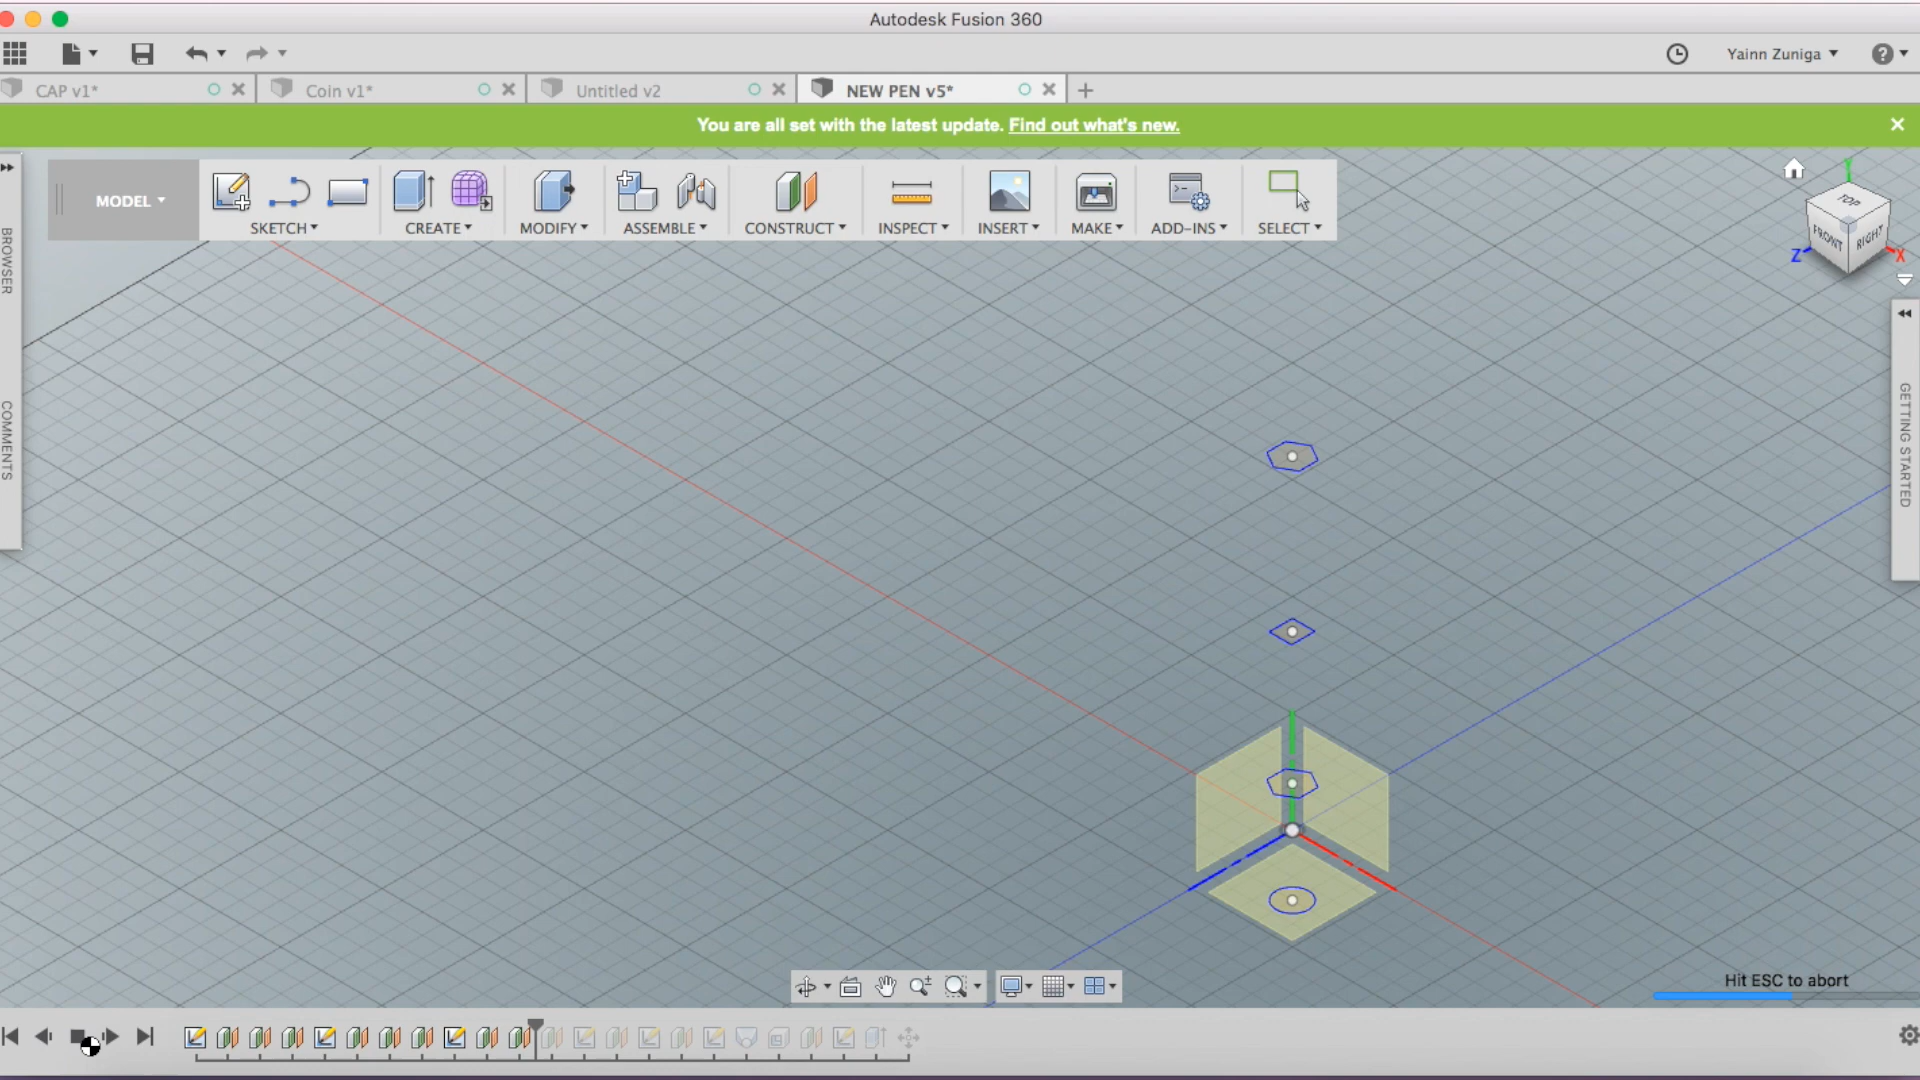 Autodesk Fusion 360
Yainn Zuniga
CAP v1*
Coin v1*
Untitled v2
NEW PEN v5*
You are all set with the latest update. Find out what's new.
MODEL
SKETCH
CREATE
MODIFY
ASSEMBLE
CONSTRUCT
INSPECT
INSERT
MAKE
ADD-INS
SELECT
Y
TOP
FRONT
RIGHT
Z
X
BROWSER
COMMENTS
GETTING STARTED
Hit ESC to abort